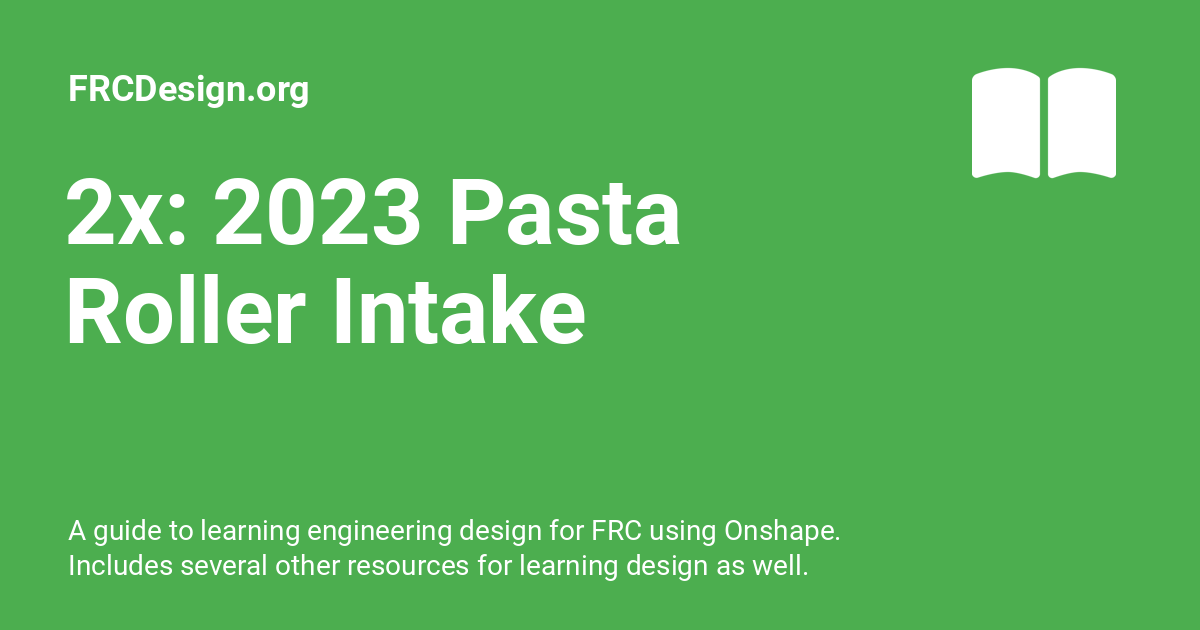 FRCDesign.org
2x: 2023 Pasta
Roller Intake
A guide to learning engineering design for FRC using Onshape.
Includes several other resources for learning design as well.